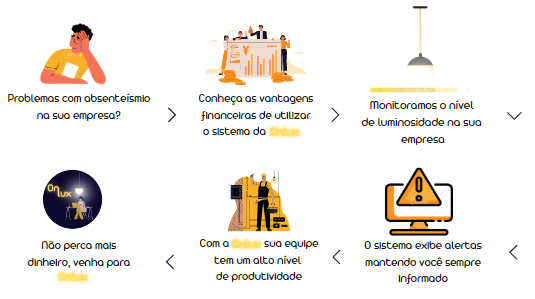 Problemas com absenteísmo
na sua empresa?
Conheça as vantagens
financeiras de utilizar
o sistema da Onlux
Monitoramos o nível
de luminosidade na sua
empresa
O sistema exibe alertas
mantendo você sempre
informado
Com a Onlux sua equipe
tem um alto nível
de produtividade
On
Lux
Não perca mais
dinheiro, venha para
Onlux